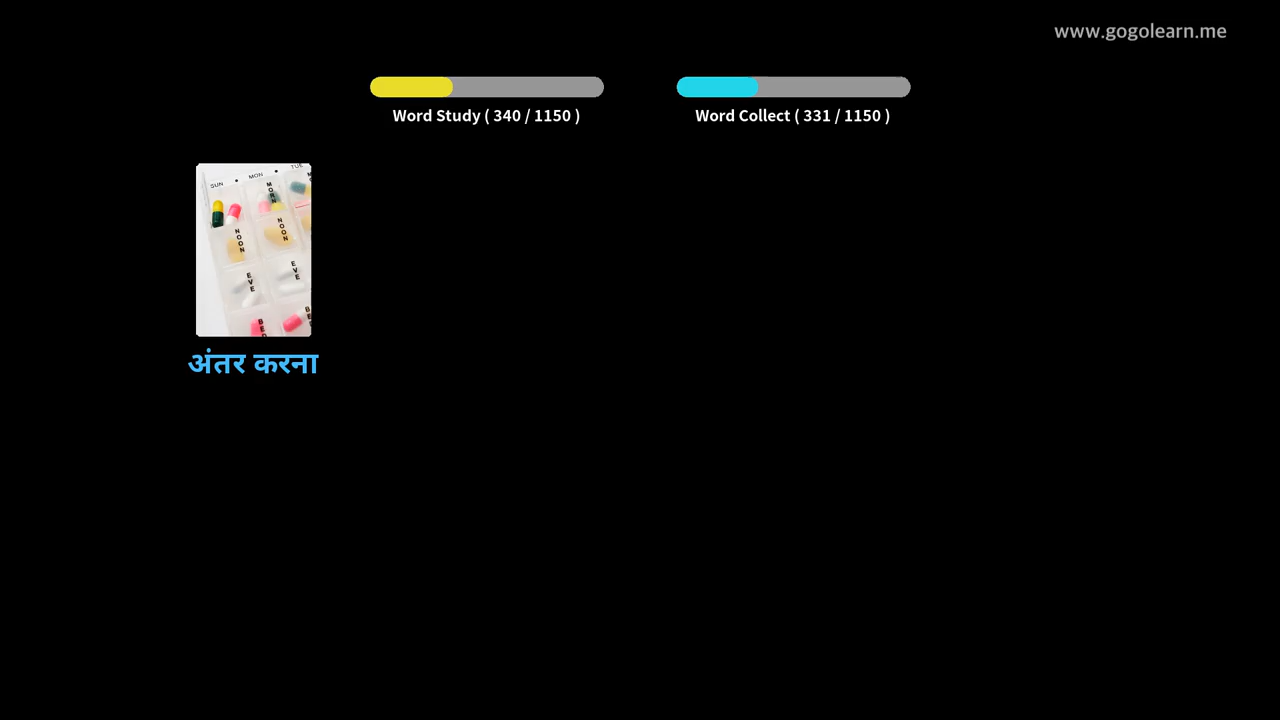 www.gogolearn.me
Word Study ( 340 / 1150 )
Word Collect ( 331 / 1150 )
SUN • MON • TUE
MORN
NOON
NOON
EVE
EVE
अंतर करना